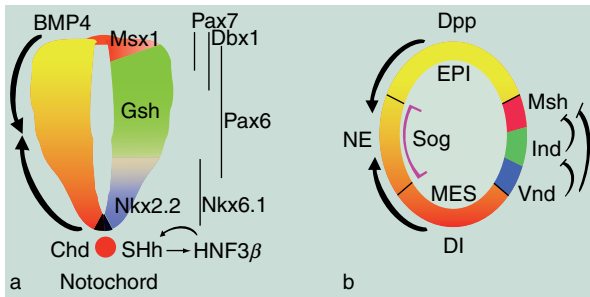 BMP4
Pax7
Msx1
Dbx1
Gsh
Pax6
Nkx2.2
Nkx6.1
Chd
SHh
HNF3β
a
Notochord
Dpp
EPI
Msh
NE
Sog
Ind
MES
Vnd
Dl
b